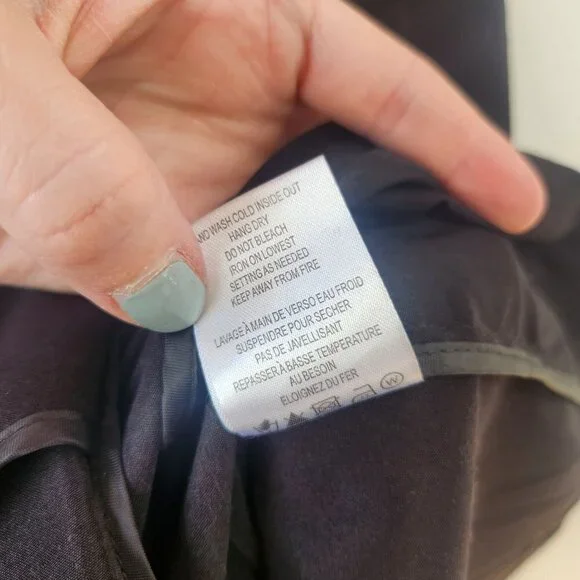 AND WASH COLD INSIDE OUT
HANG DRY
DO NOT BLEACH
IRON ON LOWEST
SETTING AS NEEDED
KEEP AWAY FROM FIRE
LAVAGE À MAIN DE VERSO EAU FROID
SUSPENDRE POUR SECHER
PAS DE JAVELLISANT
REPASSER A BASSE TEMPERATURE
AU BESOIN
ELOIGNEZ DU FER
W